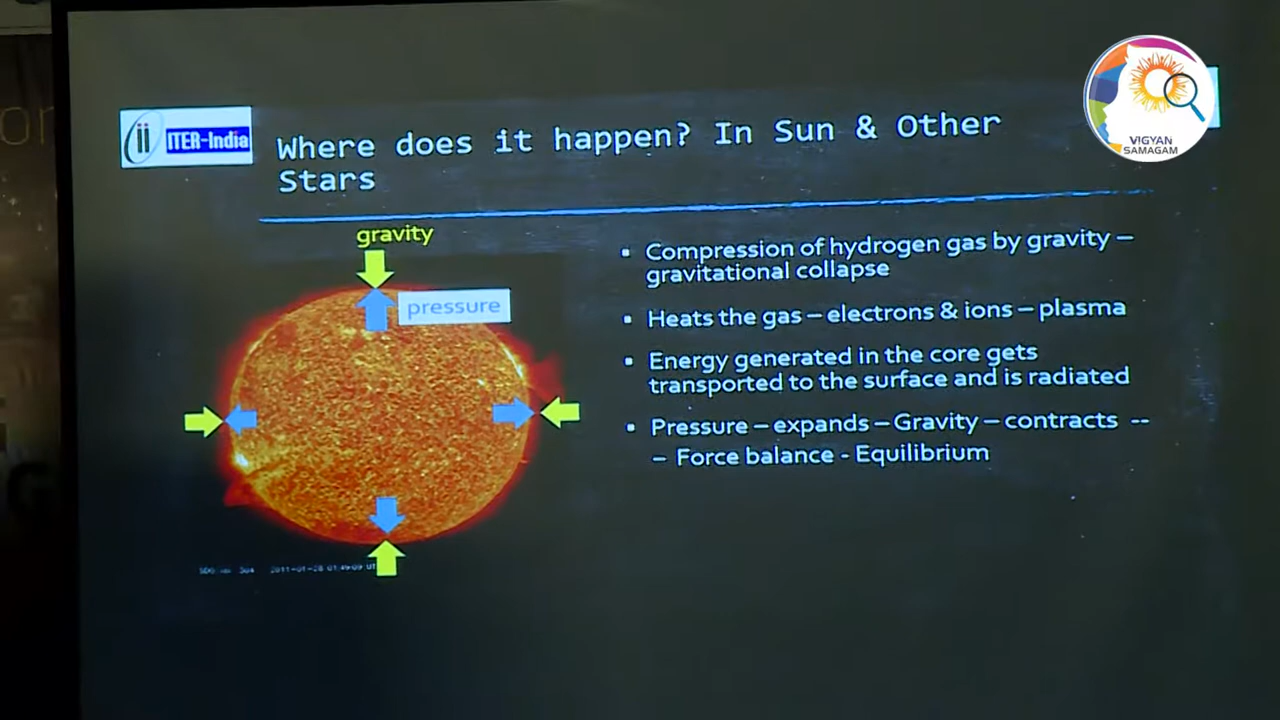 ITER-India
Where does it happen? In Sun & Other
Stars
VIGYAN
SAMAGAM
gravity
pressure
▪ Compression of hydrogen gas by gravity –
gravitational collapse
▪ Heats the gas – electrons & ions – plasma
▪ Energy generated in the core gets
transported to the surface and is radiated
▪ Pressure – expands – Gravity – contracts --
– Force balance - Equilibrium